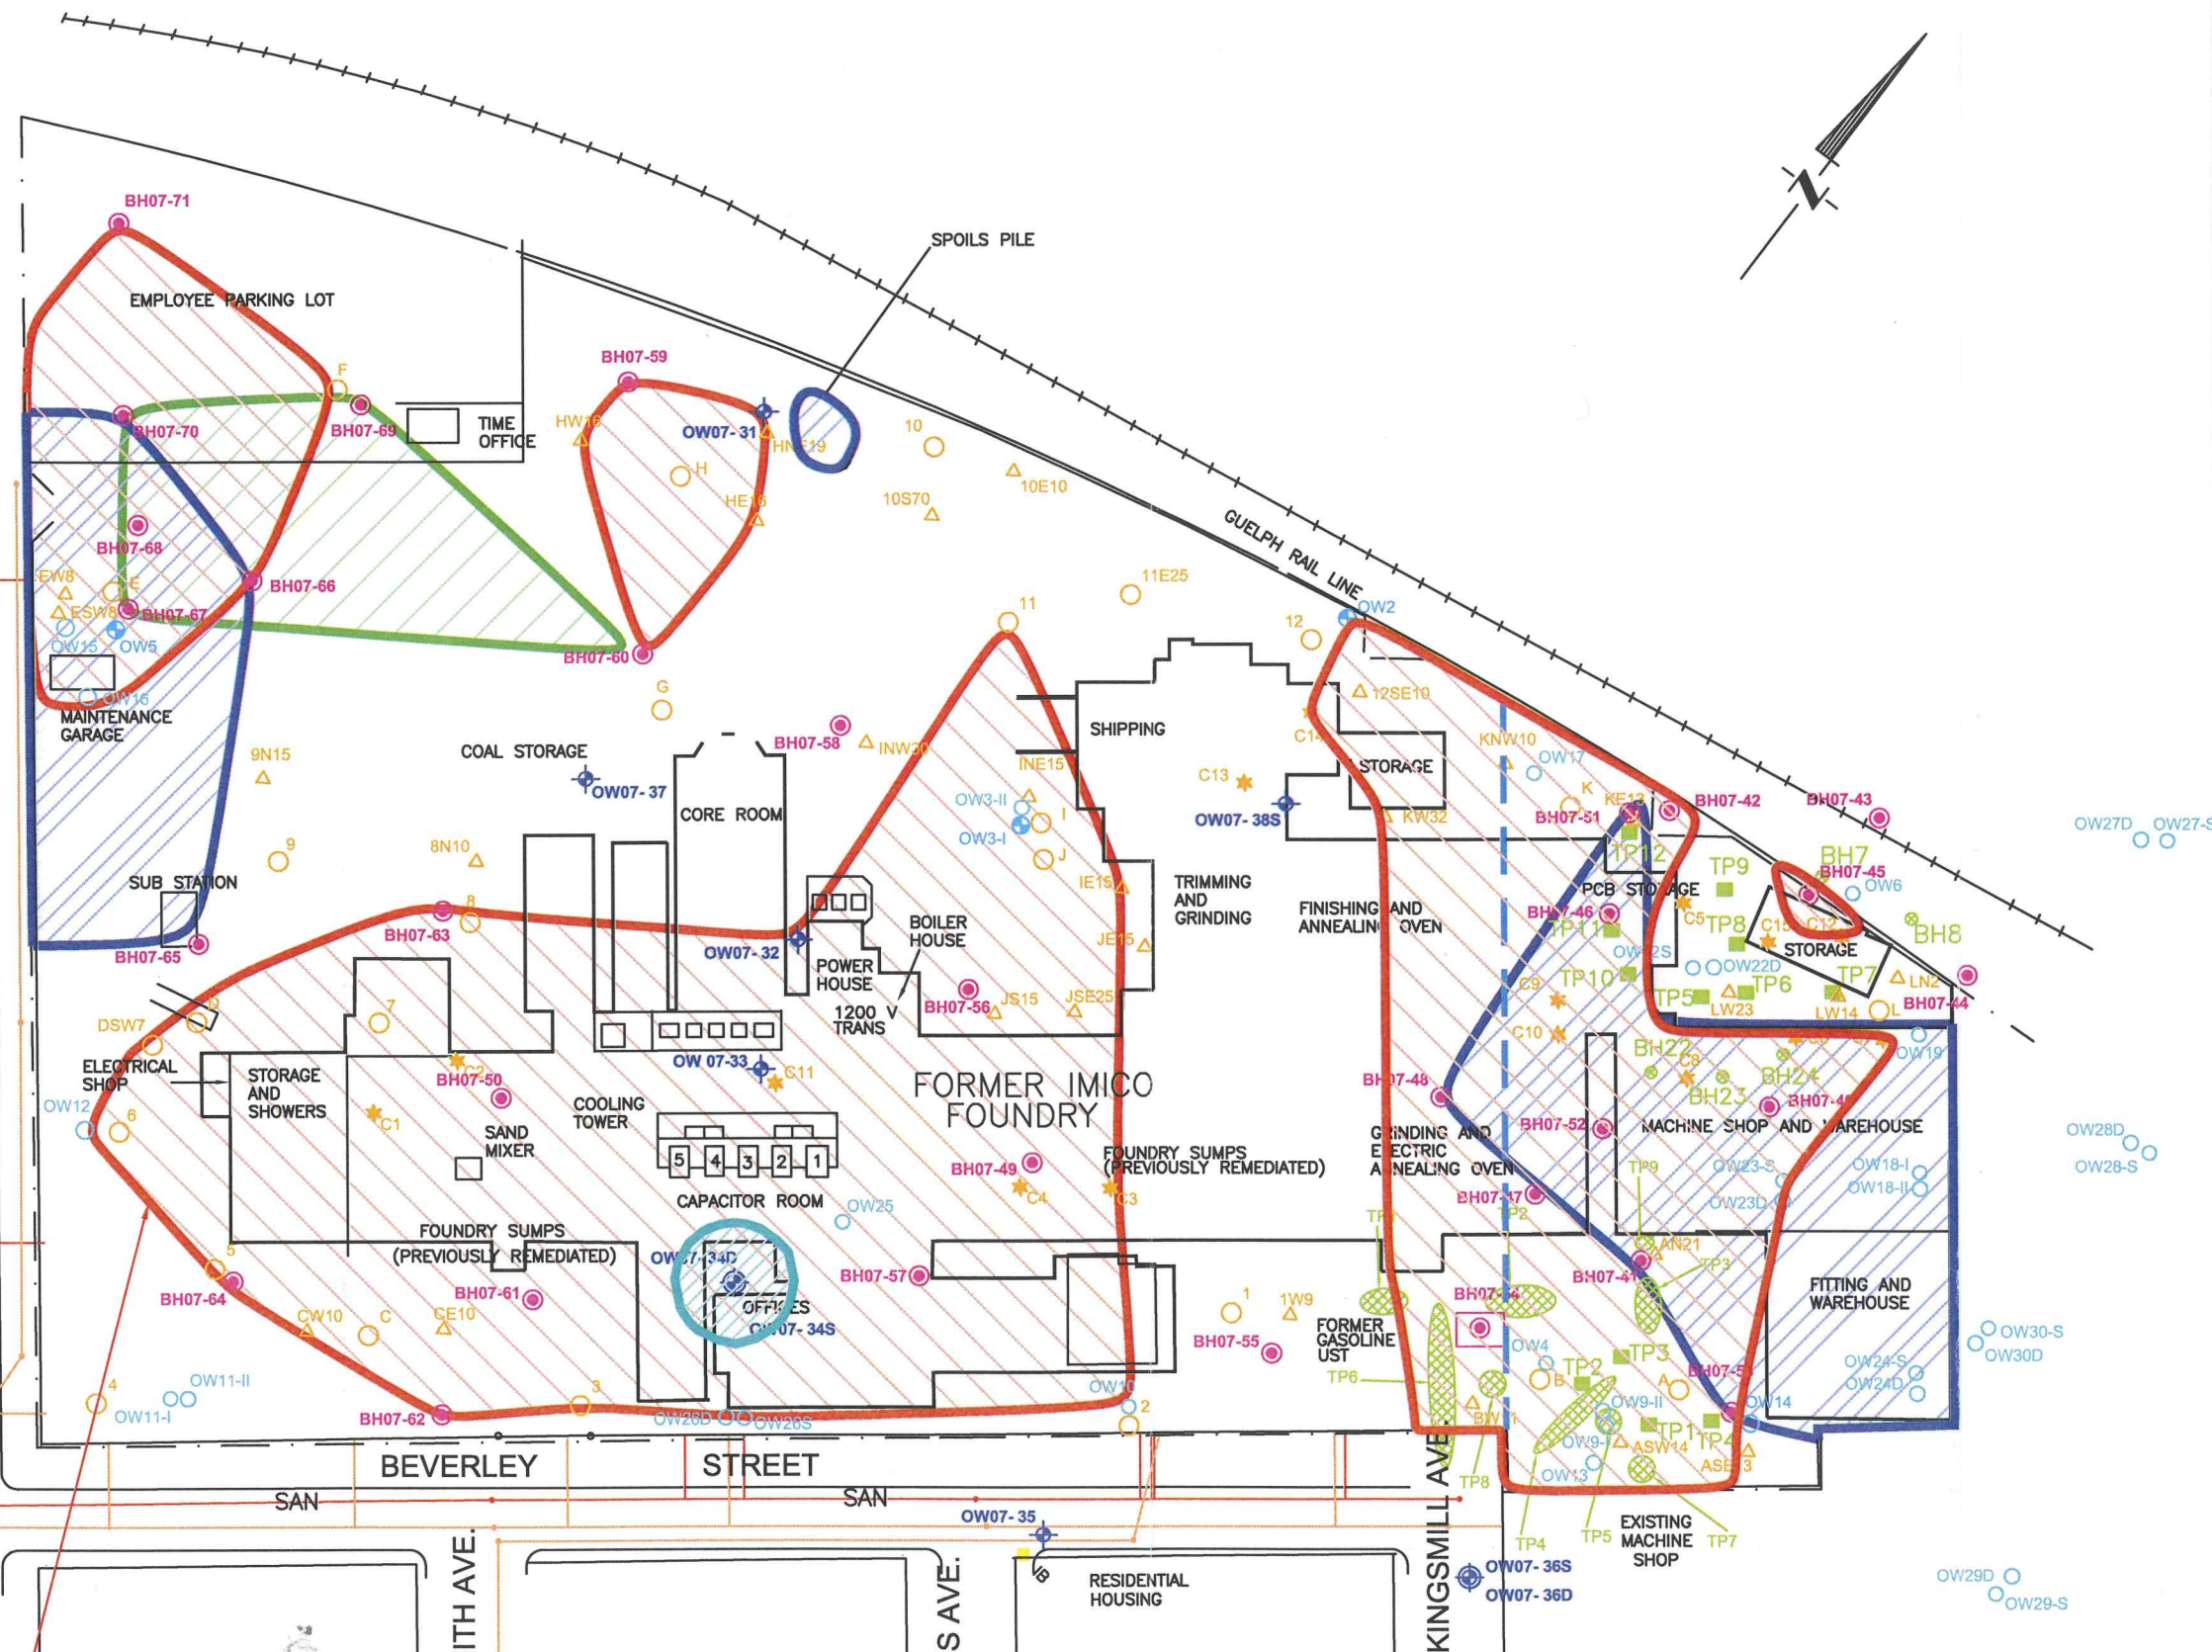 BH07-71
SPOILS PILE
EMPLOYEE PARKING LOT
BH07-59
F
BH07-70
BH07-69
TIME
OFFICE
OW07-31
10
H
10E10
10S70
GUELPH RAIL LINE
BH07-68
EW8
E
ESW8
BH07-67
BH07-66
OW15
OW5
OW16
MAINTENANCE
GARAGE
BH07-60
G
11
11E25
12
OW2
12SE10
9N15
COAL STORAGE
OW07-37
BH07-58
INW30
INE15
SHIPPING
C13
STORAGE
KNW10
OW17
K
KE13
KW32
CORE ROOM
OW3-II
OW3-I
I
J
IE15
JE15
OW07-38S
BH07-51
BH07-42
BH07-43
OW27D
TP12
9
8N10
SUB STATION
BH07-65
BH07-63
8
OW07-32
BOILER
HOUSE
POWER
HOUSE
1200 V
TRANS
BH07-56
JS15
JSE25
TRIMMING
AND
GRINDING
FINISHING AND
ANNEALING OVEN
PCB STORAGE
TP9
BH7
BH07-45
OW6
BH8
BH07-46
TP11
C5
TP8
C12
STORAGE
OW22D
TP10
TP5
TP6
TP7
LN2
LW23
LW14
L
BH07-44
C9
C10
OW19
DSW7
7
ELECTRICAL
SHOP
STORAGE
AND
SHOWERS
C2
BH07-50
OW 07-33
C11
FORMER IMICO
FOUNDRY
BH22
C8
BH23
BH24
BH07-48
OW12
6
C1
COOLING
TOWER
SAND
MIXER
5
4
3
2
1
CAPACITOR ROOM
BH07-49
C4
C3
FOUNDRY SUMPS
(PREVIOUSLY REMEDIATED)
GRINDING AND
ELECTRIC
ANNEALING OVEN
BH07-52
MACHINE SHOP AND WAREHOUSE
TP9
OW23-S
OW23D
OW18-I
OW18-II
OW28D
OW28-S
OW25
FOUNDRY SUMPS
(PREVIOUSLY REMEDIATED)
BH07-47
TP2
5
BH07-64
BH07-61
BH07-57
OFFICES
OW07-34S
AN21
TP3
BH07-41
FITTING AND
WAREHOUSE
CW10
C
CE10
1
1W9
BH07-55
FORMER
GASOLINE
UST
TP6
OW4
B
TP2
TP3
A
OW24-S
OW24D
OW30-S
OW30D
4
OW11-II
OW11-I
BH07-62
3
OW26D
OW26S
OW10
2
OW9-II
TP1
OW14
TP4
ASW14
TP8
OW13
BEVERLEY STREET
SAN
SAN
OW07-35
TP4
TP5
EXISTING
MACHINE
SHOP
TP7
ITH AVE.
S AVE.
VB
RESIDENTIAL
HOUSING
KINGSMILL AVE
OW07-36S
OW07-36D
OW29D
OW29-S
N